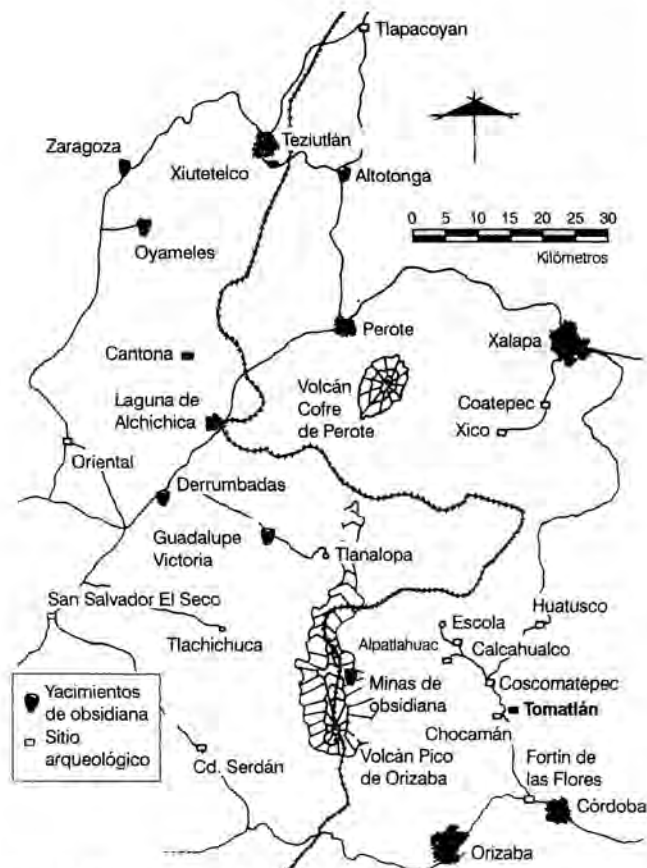 Tlapacoyan
Teziutlán
Zaragoza
Xiutetelco
Altotonga
0 5 10 15 20 25 30
Kilómetros
Oyameles
Perote
Xalapa
Cantona
Volcán
Cofre
de Perote
Laguna de
Alchichica
Coatepec
Xico
Oriental
Derrumbadas
Guadalupe
Victoria
Tlanalopa
San Salvador El Seco
Tlachichuca
Escola
Huatusco
Alpatlahuac
Calcahualco
Minas de
obsidiana
Coscomatepec
Tomatlán
Chocamán
Yacimientos
de obsidiana
Sitio
arqueológico
Volcán Pico
de Orizaba
Cd. Serdán
Fortín de
las Flores
Córdoba
Orizaba